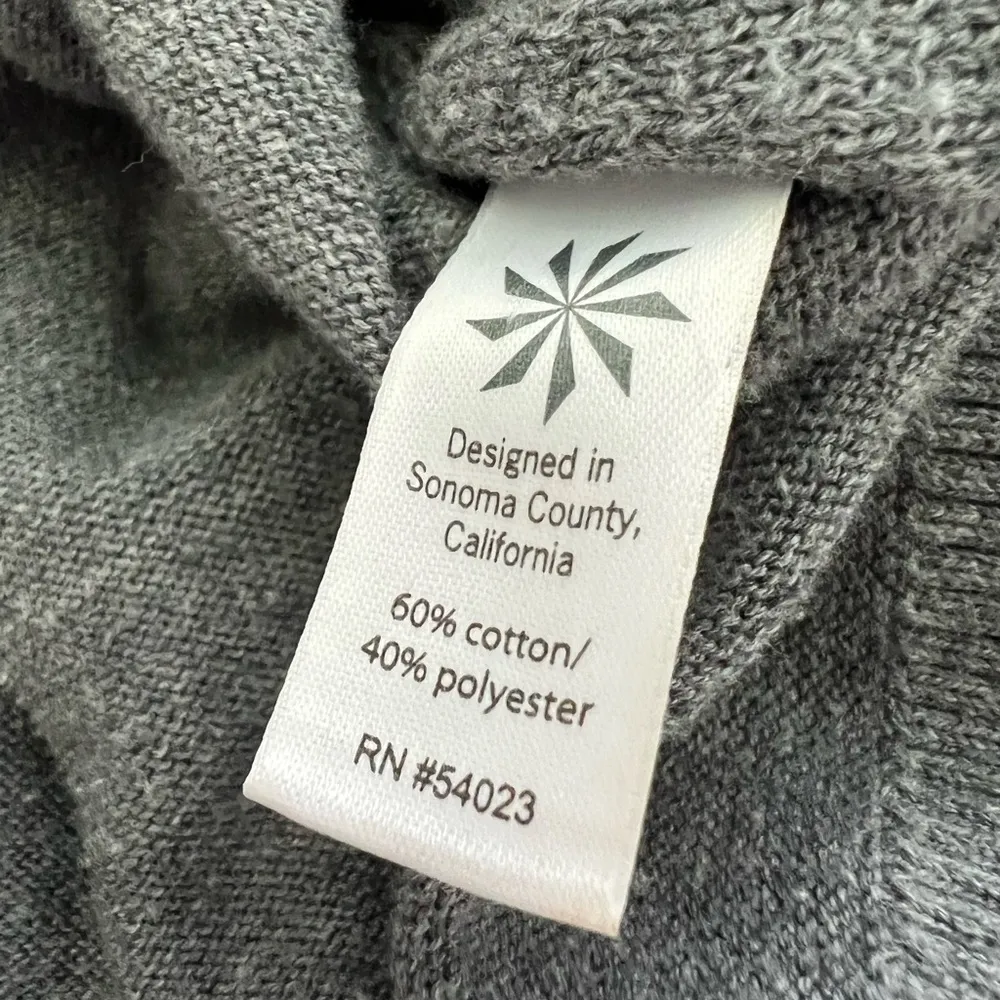 Designed in
Sonoma County,
California
60% cotton/
40% polyester
RN #54023